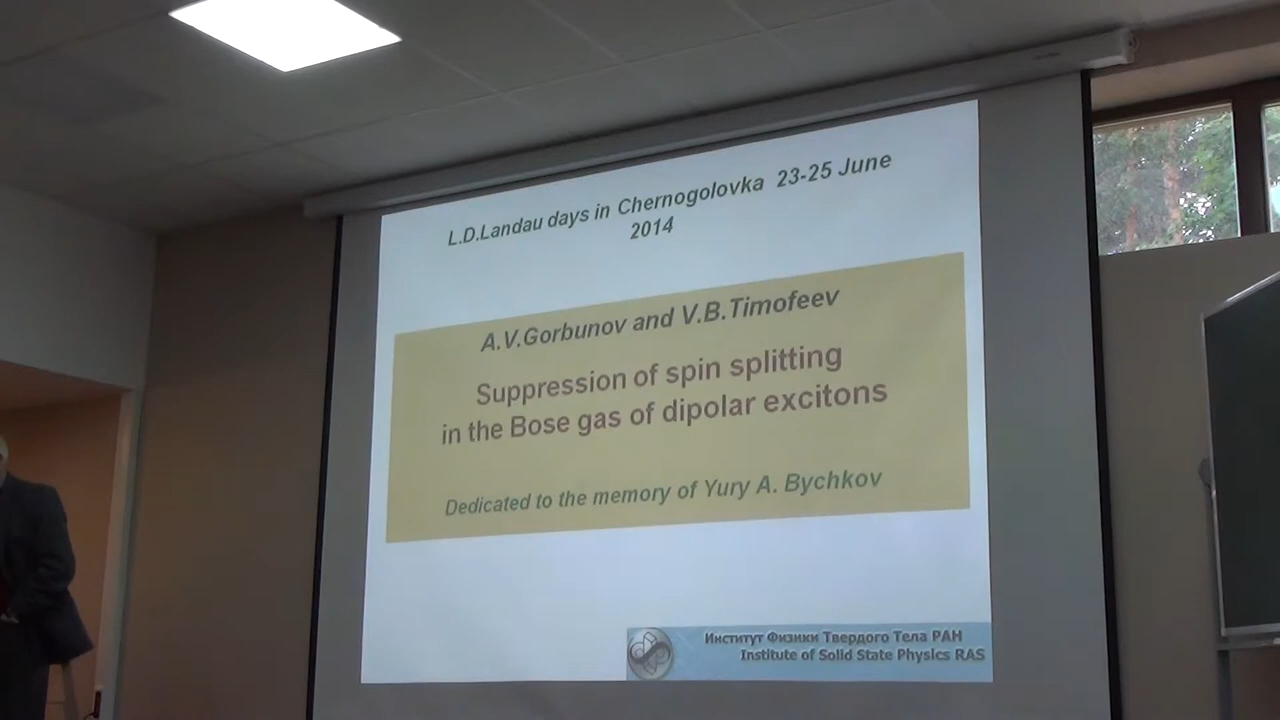 L.D.Landau days in Chernogolovka 23-25 June
2014
A.V.Gorbunov and V.B.Timofeev
Suppression of spin splitting
in the Bose gas of dipolar excitons
Dedicated to the memory of Yury A. Bychkov
Институт Физики Твердого Тела РАН
Institute of Solid State Physics RAS